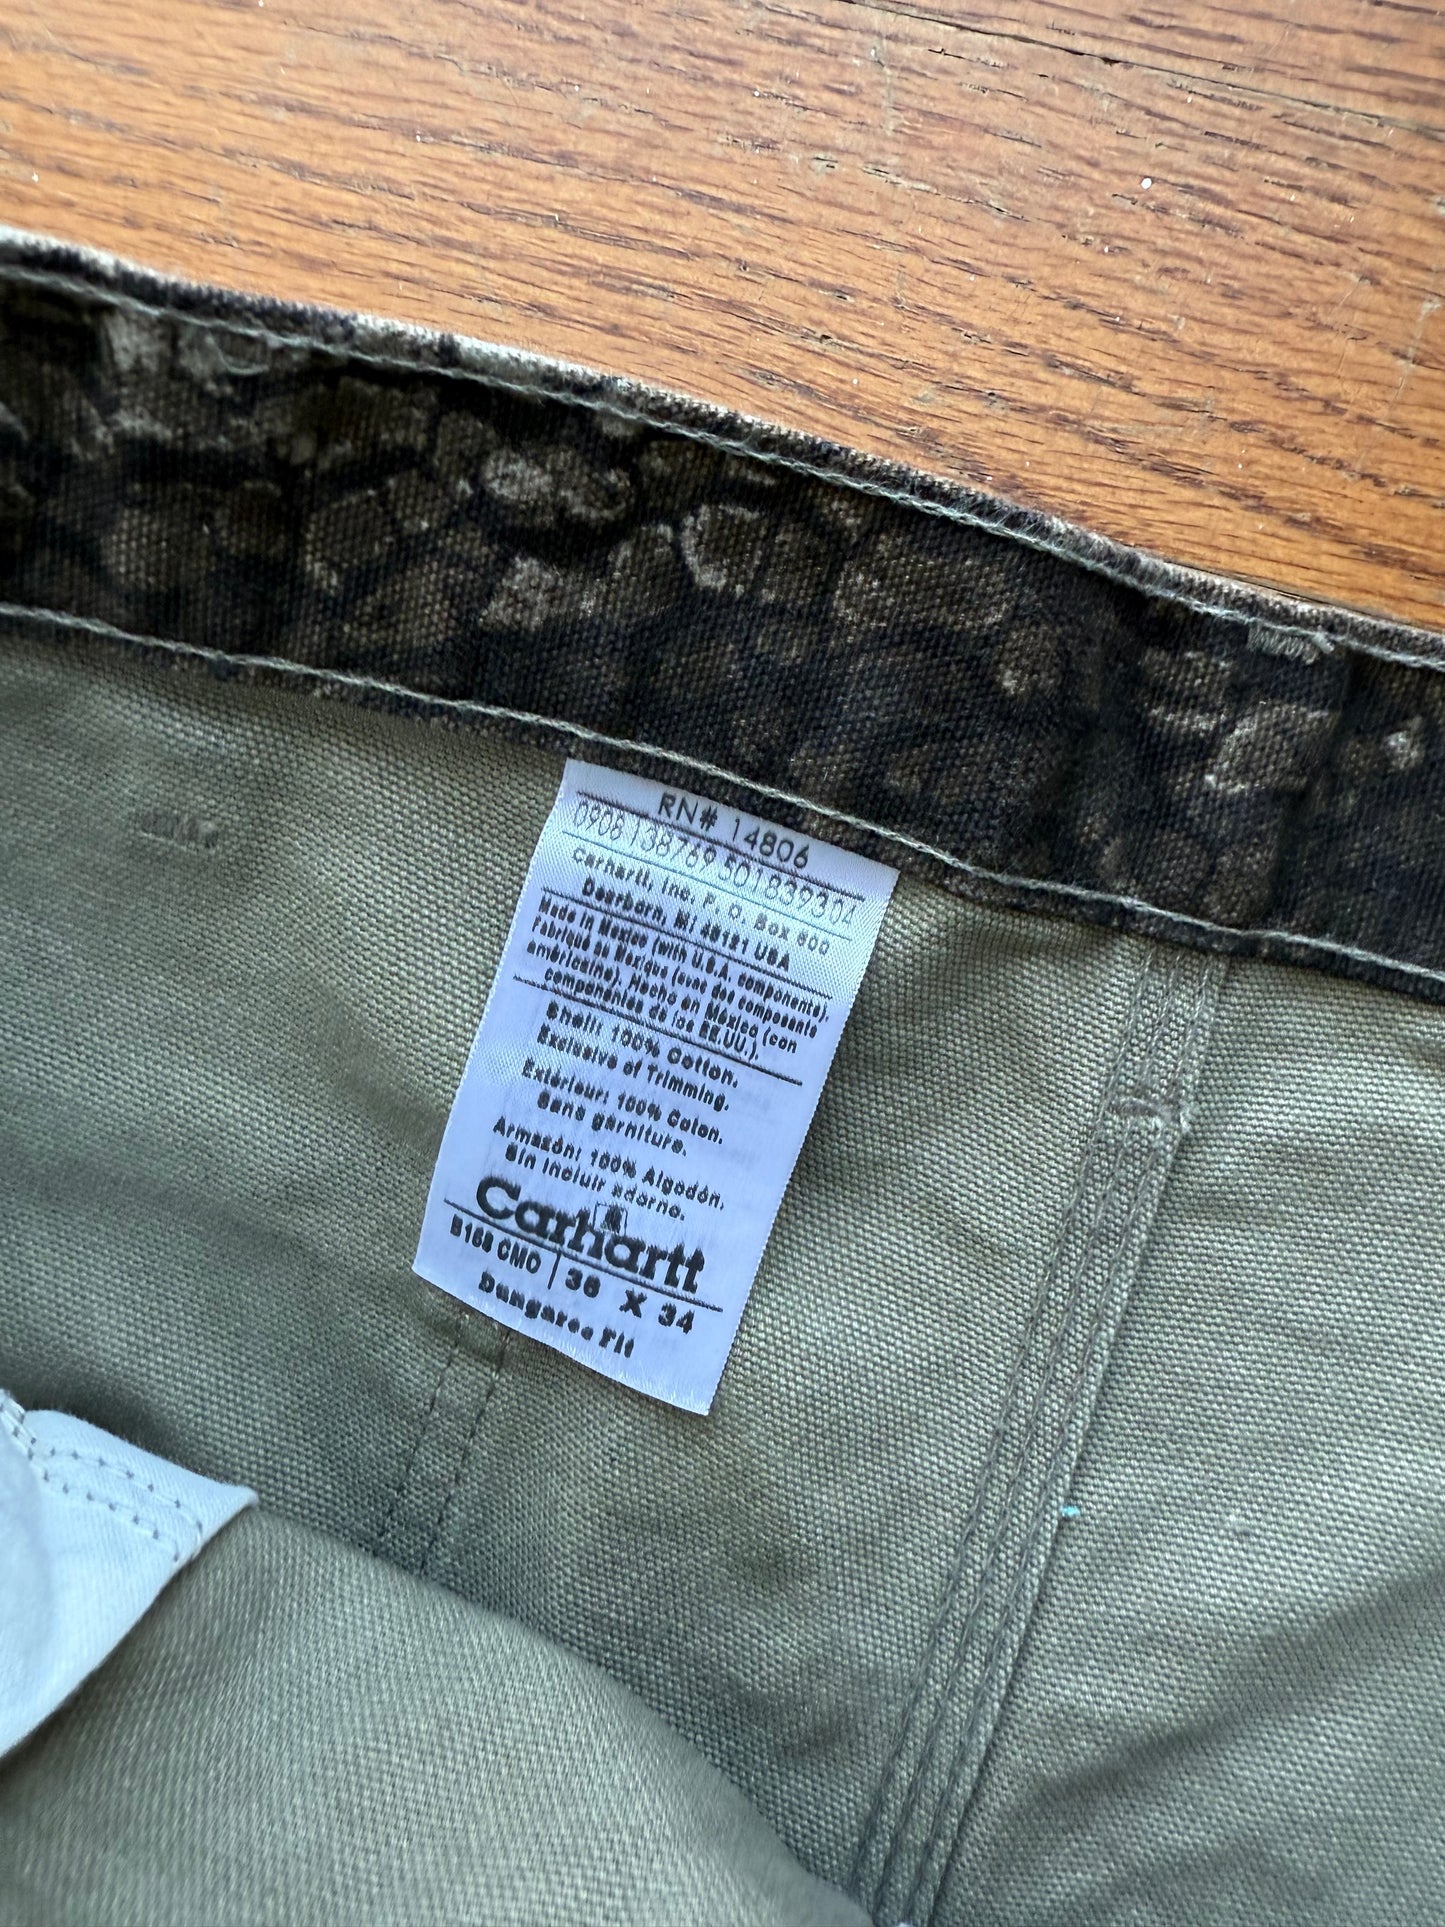 RN# 14806
0908 138769 501839304
Carhartt, Inc. P. O. Box 600
Dearborn, MI 48121 USA
Made in Mexico (with U.S.A. components).
Fabriqué au Mexique (avec des composants
américains). Hecho en México (con
componentes de los EE.UU.).
Shell: 100% Cotton.
Exclusive of Trimming.
Extérieur: 100% Coton.
Sans garniture.
Armazón: 100% Algodón.
Sin incluir adorno.
Carhartt
B168 CMO | 36 X 34
Dungaree Fit